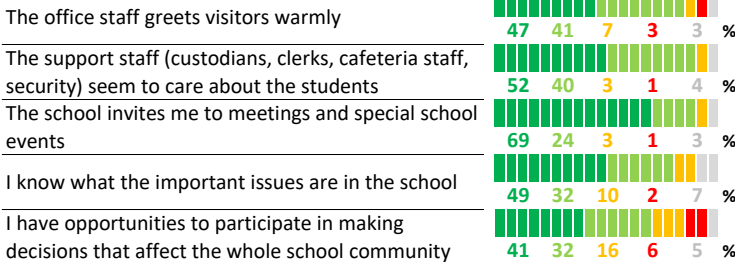 The office staff greets visitors warmly
47 41 7 3 3 %
The support staff (custodians, clerks, cafeteria staff,
security) seem to care about the students
52 40 3 1 4 %
The school invites me to meetings and special school
events
69 24 3 1 3 %
I know what the important issues are in the school
49 32 10 2 7 %
I have opportunities to participate in making
decisions that affect the whole school community
41 32 16 6 5 %